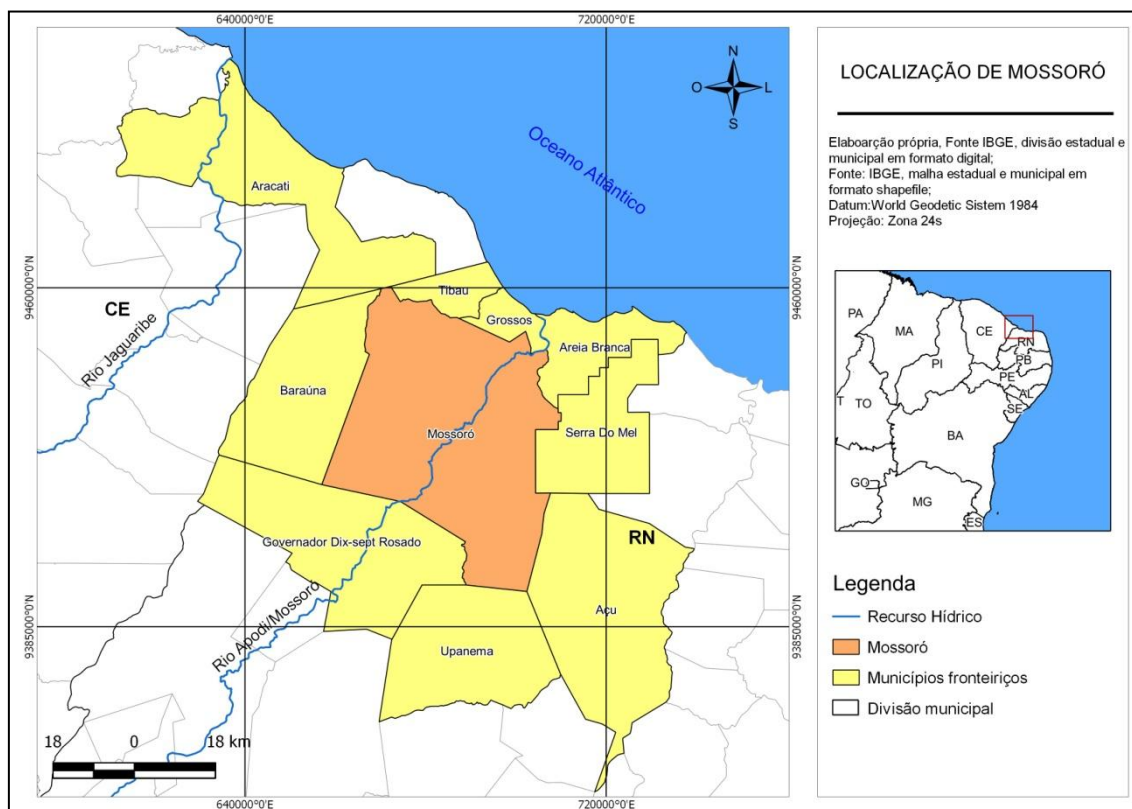 640000°0'E
720000°0'E
N
O
L
S
Oceano Atlântico
Aracati
9460000°0'N
9460000°0'N
CE
Tibau
Grossos
Rio Jaguaribe
Areia Branca
Baraúna
Mossoró
Serra Do Mel
RN
Governador Dix-sept Rosado
Rio Apodi/Mossoró
Açu
9385000°0'N
9385000°0'N
Upanema
18
0
18 km
640000°0'E
720000°0'E
LOCALIZAÇÃO DE MOSSORÓ
Elaboarção própria, Fonte IBGE, divisão estadual e
municipal em formato digital;
Fonte: IBGE, malha estadual e municipal em
formato shapefile;
Datum:World Geodetic Sistem 1984
Projeção: Zona 24s
PA
MA
CE
RN
PB
PI
PE
AL
T
TO
SE
BA
GO
MG
ES
Legenda
Recurso Hídrico
Mossoró
Municípios fronteiriços
Divisão municipal